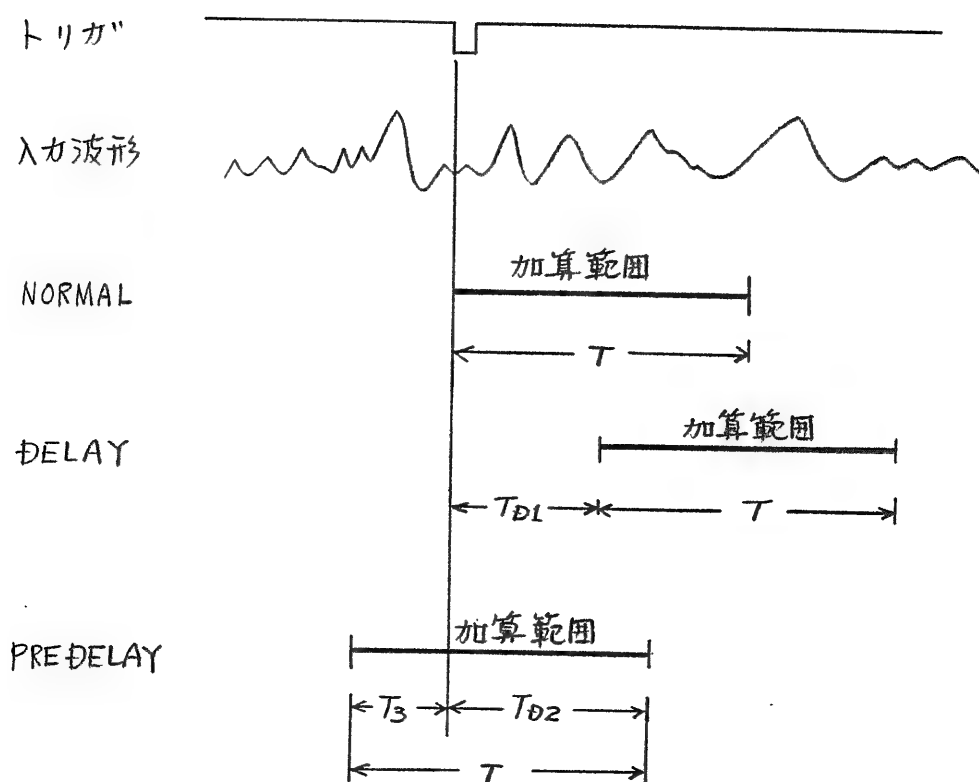 トリガ
入力波形
加算範囲
NORMAL
T
加算範囲
DELAY
TD1
T
加算範囲
PREDELAY
T3
TD2
T